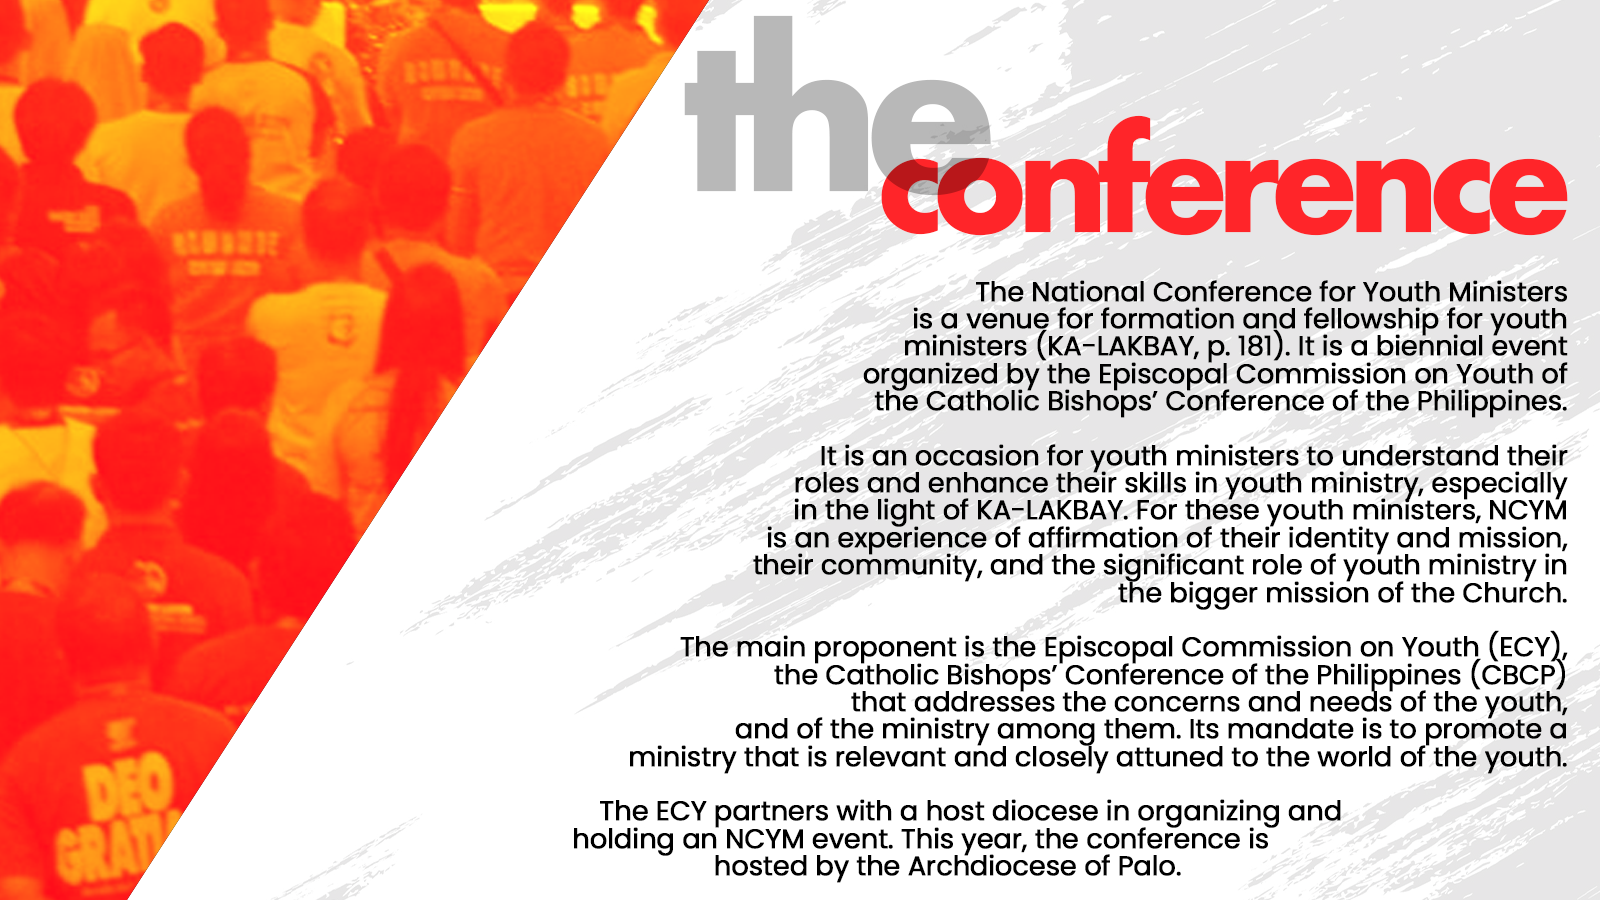 the
conference
The National Conference for Youth Ministers
is a venue for formation and fellowship for youth
ministers (KA-LAKBAY, p. 181). It is a biennial event
organized by the Episcopal Commission on Youth of
the Catholic Bishops' Conference of the Philippines.
It is an occasion for youth ministers to understand their
roles and enhance their skills in youth ministry, especially
in the light of KA-LAKBAY. For these youth ministers, NCYM
is an experience of affirmation of their identity and mission,
their community, and the significant role of youth ministry in
the bigger mission of the Church.
The main proponent is the Episcopal Commission on Youth (ECY),
the Catholic Bishops' Conference of the Philippines (CBCP)
that addresses the concerns and needs of the youth,
and of the ministry among them. Its mandate is to promote a
ministry that is relevant and closely attuned to the world of the youth.
The ECY partners with a host diocese in organizing and
holding an NCYM event. This year, the conference is
hosted by the Archdiocese of Palo.
DEO